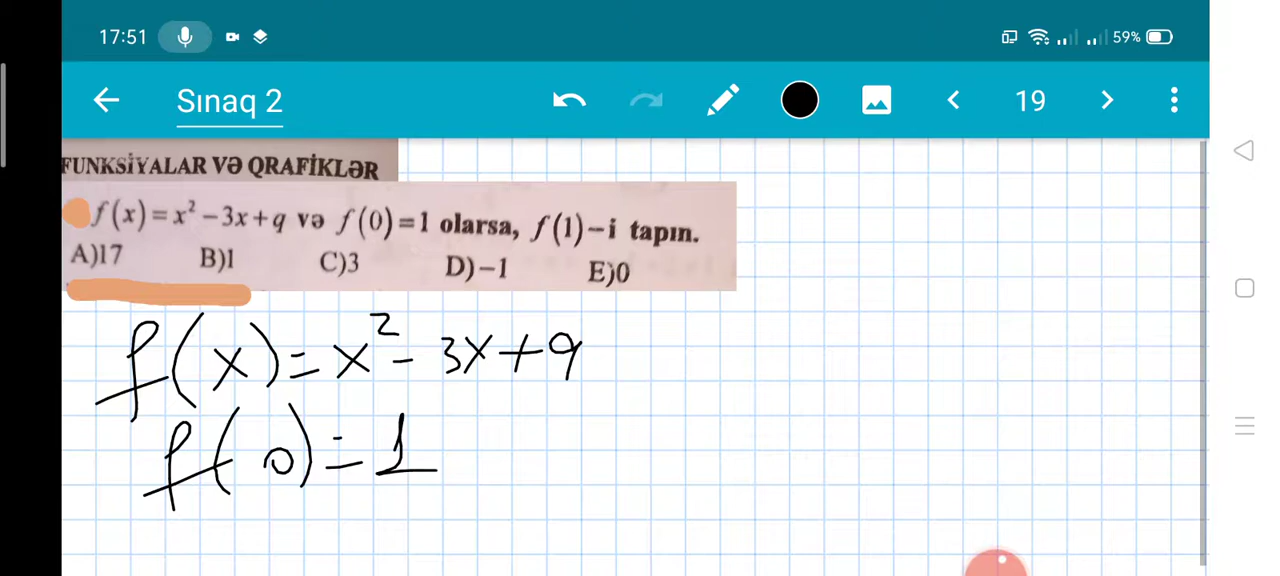 17:51 59%
Sınaq 2 19
FUNKSİYALAR VƏ QRAFİKLƏR
f(x)=x²−3x+q və f(0)=1 olarsa, f(1)−i tapın.
A)17 B)1 C)3 D)−1 E)0
f(x)=x²-3x+q
f(0)=1